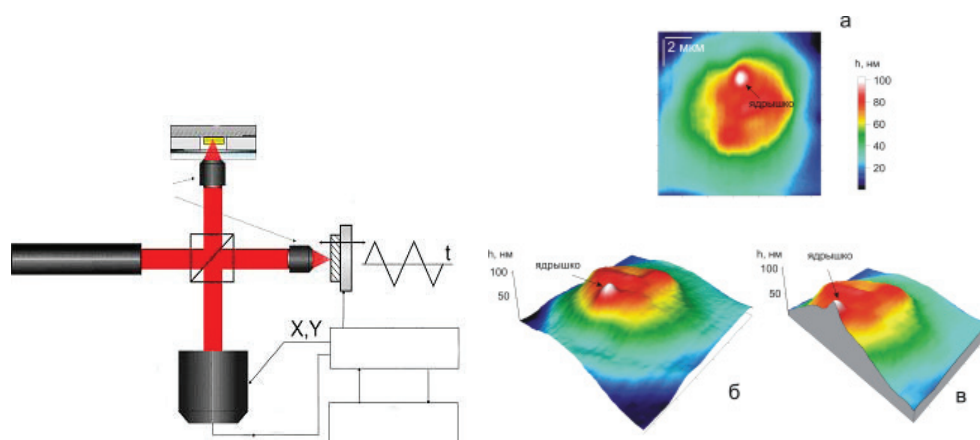 t
X,Y
а
2 мкм
ядрышко
h, нм
100
80
60
40
20
h, нм
100
50
ядрышко
б
h, нм
100
50
ядрышко
в